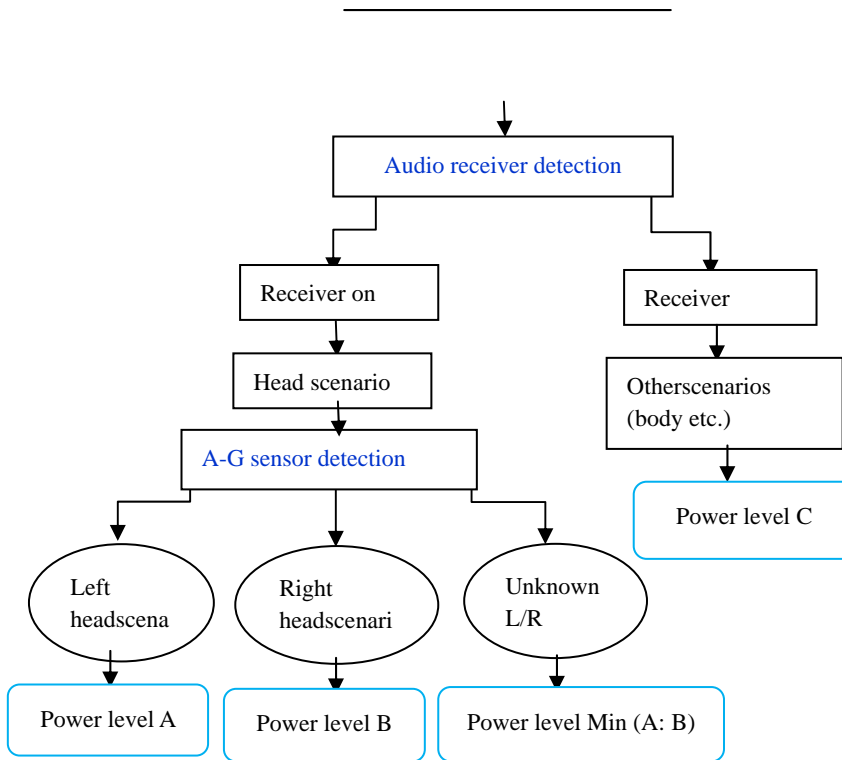 Audio receiver detection
Receiver on
Receiver
Head scenario
Otherscenarios
(body etc.)
A-G sensor detection
Power level C
Left
headscena
Right
headscenari
Unknown
L/R
Power level A
Power level B
Power level Min (A: B)